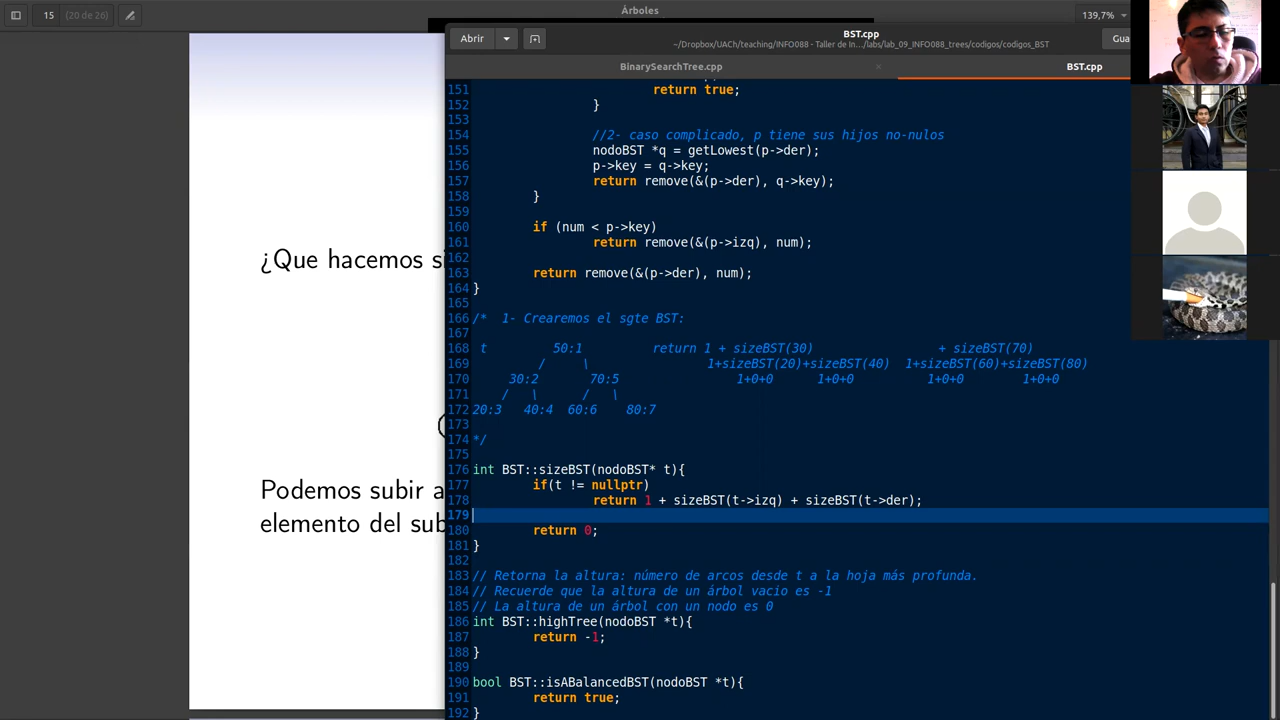 15 (20 de 26)
Árboles
139,7%
Abrir
BST.cpp
~/Dropbox/UACh/teaching/INFO088 - Taller de In…/labs/lab_09_INFO088_trees/codigos/codigos_BST
Gua
BinarySearchTree.cpp
BST.cpp
¿Que hacemos si
Podemos subir a
elemento del sub
151 return true;
152 }
153
154 //2- caso complicado, p tiene sus hijos no-nulos
155 nodoBST *q = getLowest(p->der);
156 p->key = q->key;
157 return remove(&(p->der), q->key);
158 }
159
160 if (num < p->key)
161 return remove(&(p->izq), num);
162
163 return remove(&(p->der), num);
164 }
165
166 /* 1- Crearemos el sgte BST:
167
168 t 50:1 return 1 + sizeBST(30) + sizeBST(70)
169 / \ 1+sizeBST(20)+sizeBST(40) 1+sizeBST(60)+sizeBST(80)
170 30:2 70:5 1+0+0 1+0+0 1+0+0 1+0+0
171 / \ / \
172 20:3 40:4 60:6 80:7
173
174 */
175
176 int BST::sizeBST(nodoBST* t){
177 if(t != nullptr)
178 return 1 + sizeBST(t->izq) + sizeBST(t->der);
179
180 return 0;
181 }
182
183 // Retorna la altura: número de arcos desde t a la hoja más profunda.
184 // Recuerde que la altura de un árbol vacio es -1
185 // La altura de un árbol con un nodo es 0
186 int BST::highTree(nodoBST *t){
187 return -1;
188 }
189
190 bool BST::isABalancedBST(nodoBST *t){
191 return true;
192 }